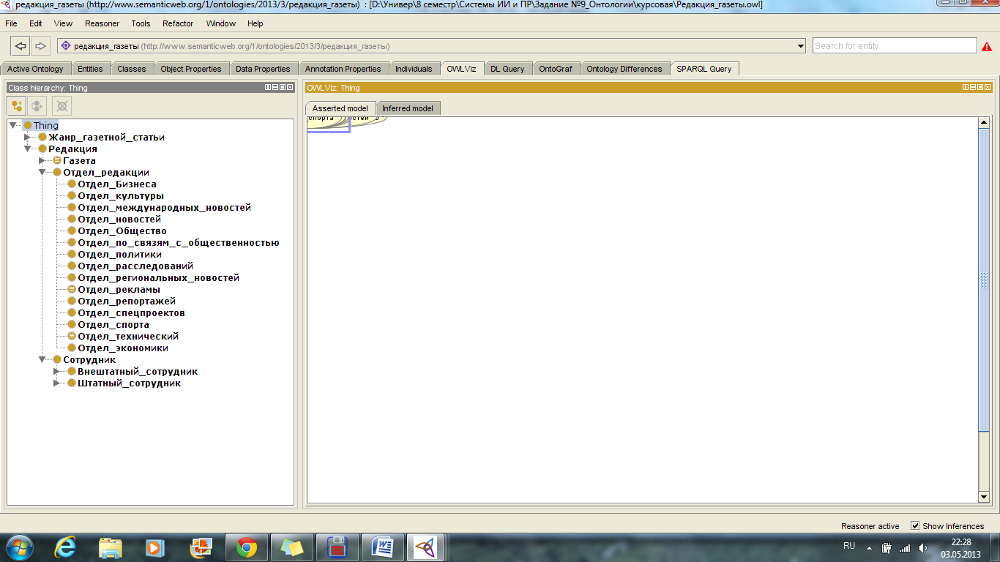 редакция_газеты (http://www.semanticweb.org/1/ontologies/2013/3/редакция_газеты) : [D:\Универ\8 семестр\Системы ИИ и ПР\Задание №9_Онтологии\курсовая\Редакция_газеты.owl]
File Edit View Reasoner Tools Refactor Window Help
редакция_газеты (http://www.semanticweb.org/1/ontologies/2013/3/редакция_газеты) Search for entity
Active Ontology Entities Classes Object Properties Data Properties Annotation Properties Individuals OWLViz DL Query OntoGraf Ontology Differences SPARQL Query
Class hierarchy: Thing
OWLViz: Thing
Asserted model Inferred model
спорта
Thing
Жанр_газетной_статьи
Редакция
Газета
Отдел_редакции
Отдел_Бизнеса
Отдел_культуры
Отдел_международных_новостей
Отдел_новостей
Отдел_Общество
Отдел_по_связям_с_общественностью
Отдел_политики
Отдел_расследований
Отдел_региональных_новостей
Отдел_рекламы
Отдел_репортажей
Отдел_спецпроектов
Отдел_спорта
Отдел_технический
Отдел_экономики
Сотрудник
Внештатный_сотрудник
Штатный_сотрудник
Reasoner active Show Inferences
RU 22:28
03.05.2013